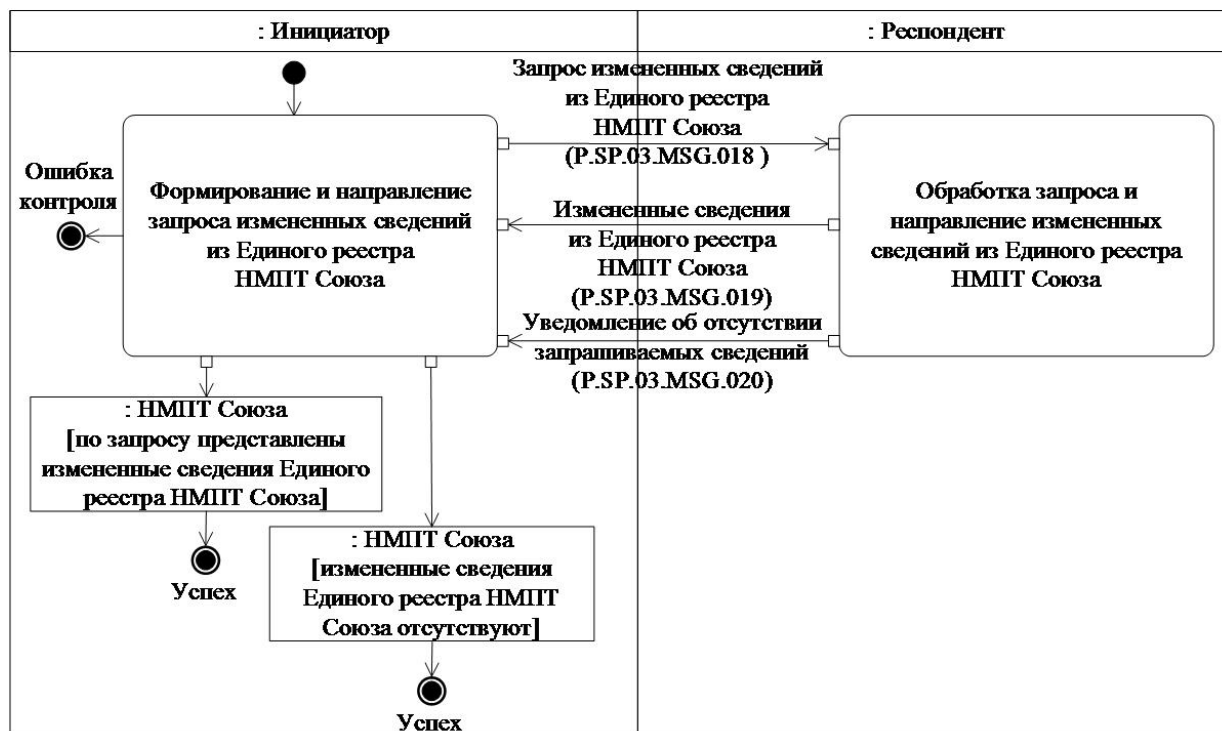 : Инициатор
: Респондент
Запрос измененных сведений
из Единого реестра
НМПТ Союза
(P.SP.03.MSG.018 )
Ошибка
контроля
Формирование и направление
запроса измененных сведений
из Единого реестра
НМПТ Союза
Измененные сведения
из Единого реестра
НМПТ Союза
(P.SP.03.MSG.019)
Обработка запроса и
направление измененных
сведений из Единого реестра
НМПТ Союза
Уведомление об отсутствии
запрашиваемых сведений
(P.SP.03.MSG.020)
: НМПТ Союза
[по запросу представлены
измененные сведения Единого
реестра НМПТ Союза]
Успех
: НМПТ Союза
[измененные сведения
Единого реестра НМПТ
Союза отсутствуют]
Успех